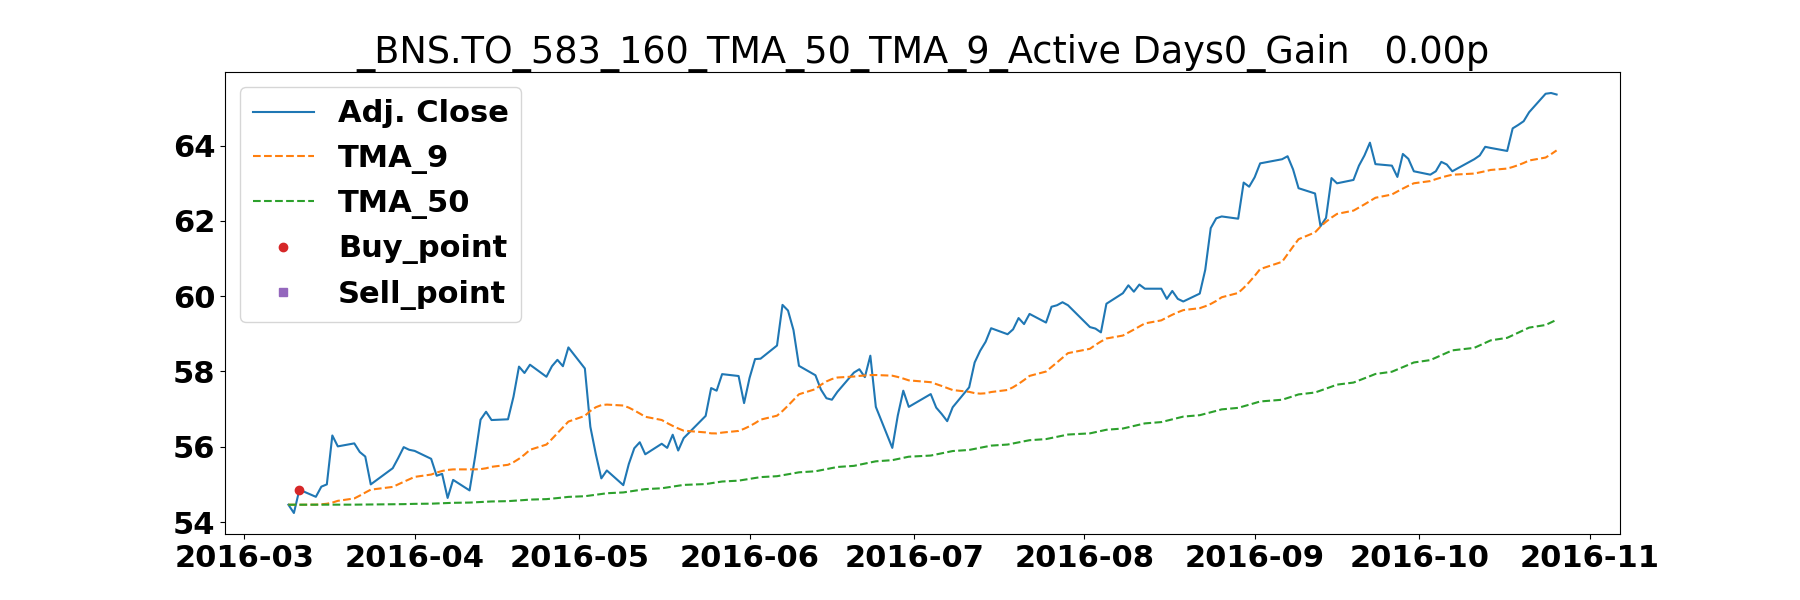 _BNS.TO_583_160_TMA_50_TMA_9_Active Days0_Gain   0.00p
Adj. Close
TMA_9
TMA_50
Buy_point
Sell_point
64
62
60
58
56
54
2016-03 2016-04 2016-05 2016-06 2016-07 2016-08 2016-09 2016-10 2016-11